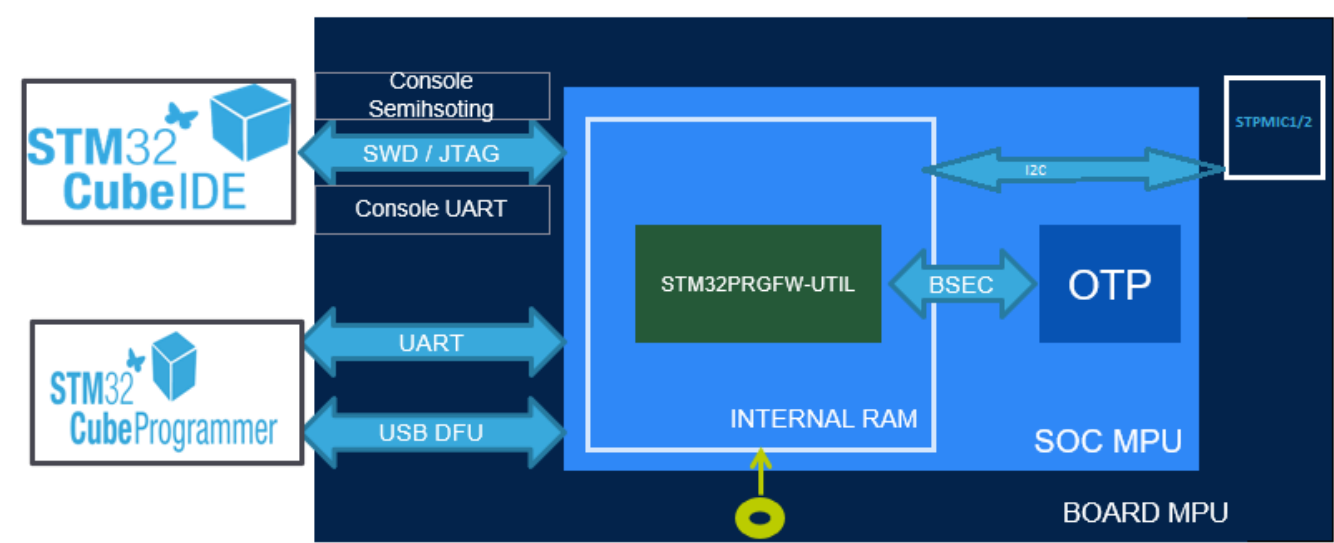 Console
Semihsoting
STM32
CubeIDE
SWD / JTAG
Console UART
STPMIC1/2
I2C
STM32PRGFW-UTIL
BSEC
OTP
UART
STM32
CubeProgrammer
USB DFU
INTERNAL RAM
SOC MPU
BOARD MPU